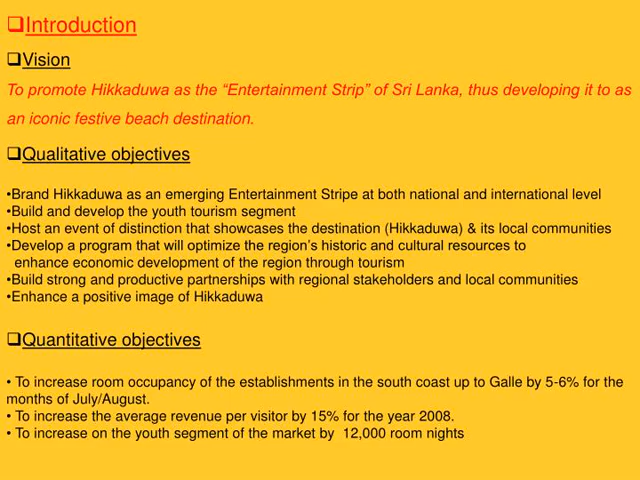 ❑Introduction
❑Vision
To promote Hikkaduwa as the “Entertainment Strip” of Sri Lanka, thus developing it to as
an iconic festive beach destination.
❑Qualitative objectives
•Brand Hikkaduwa as an emerging Entertainment Stripe at both national and international level
•Build and develop the youth tourism segment
•Host an event of distinction that showcases the destination (Hikkaduwa) & its local communities
•Develop a program that will optimize the region’s historic and cultural resources to
enhance economic development of the region through tourism
•Build strong and productive partnerships with regional stakeholders and local communities
•Enhance a positive image of Hikkaduwa
❑Quantitative objectives
• To increase room occupancy of the establishments in the south coast up to Galle by 5-6% for the
months of July/August.
• To increase the average revenue per visitor by 15% for the year 2008.
• To increase on the youth segment of the market by 12,000 room nights